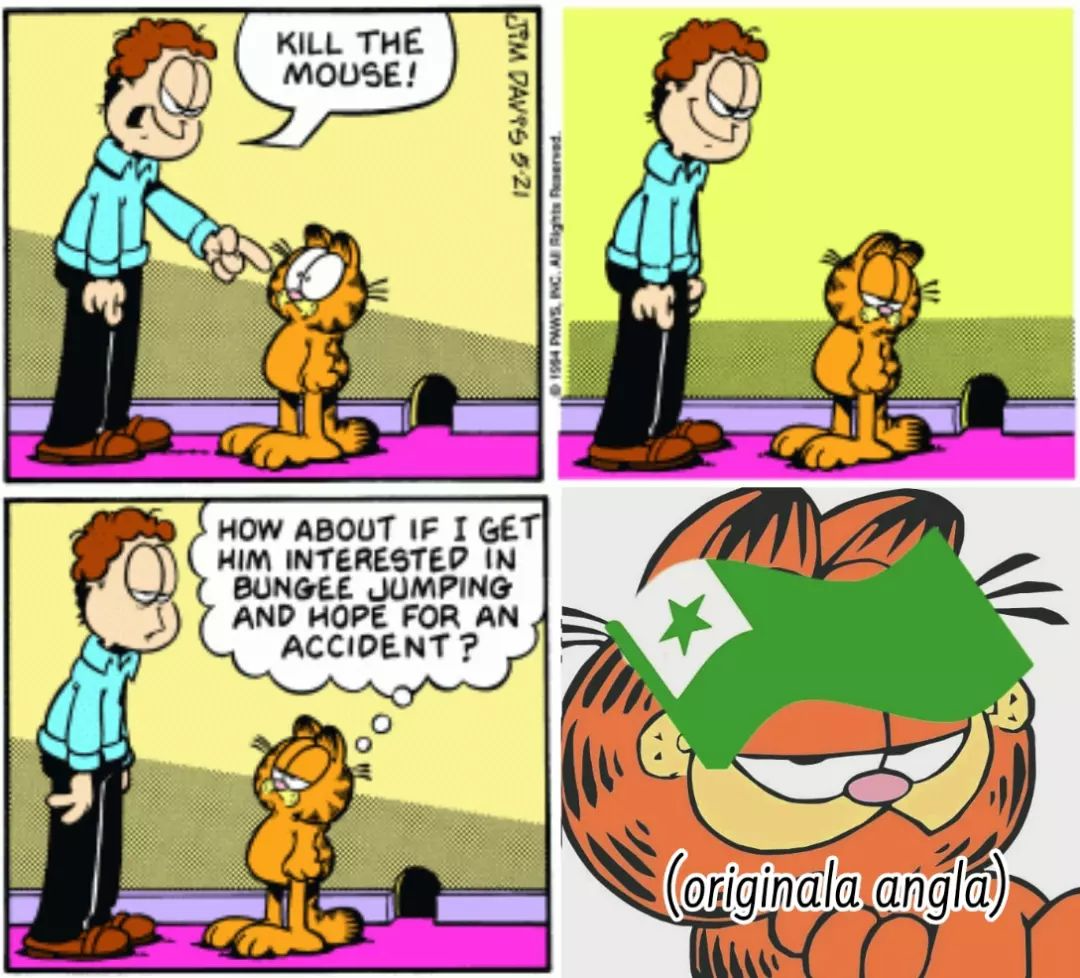 KILL THE
MOUSE!
JIM DAVIS 5-21
© 1994 PAWS, INC. All Rights Reserved.
HOW ABOUT IF I GET
HIM INTERESTED IN
BUNGEE JUMPING
AND HOPE FOR AN
ACCIDENT?
(originala angla)